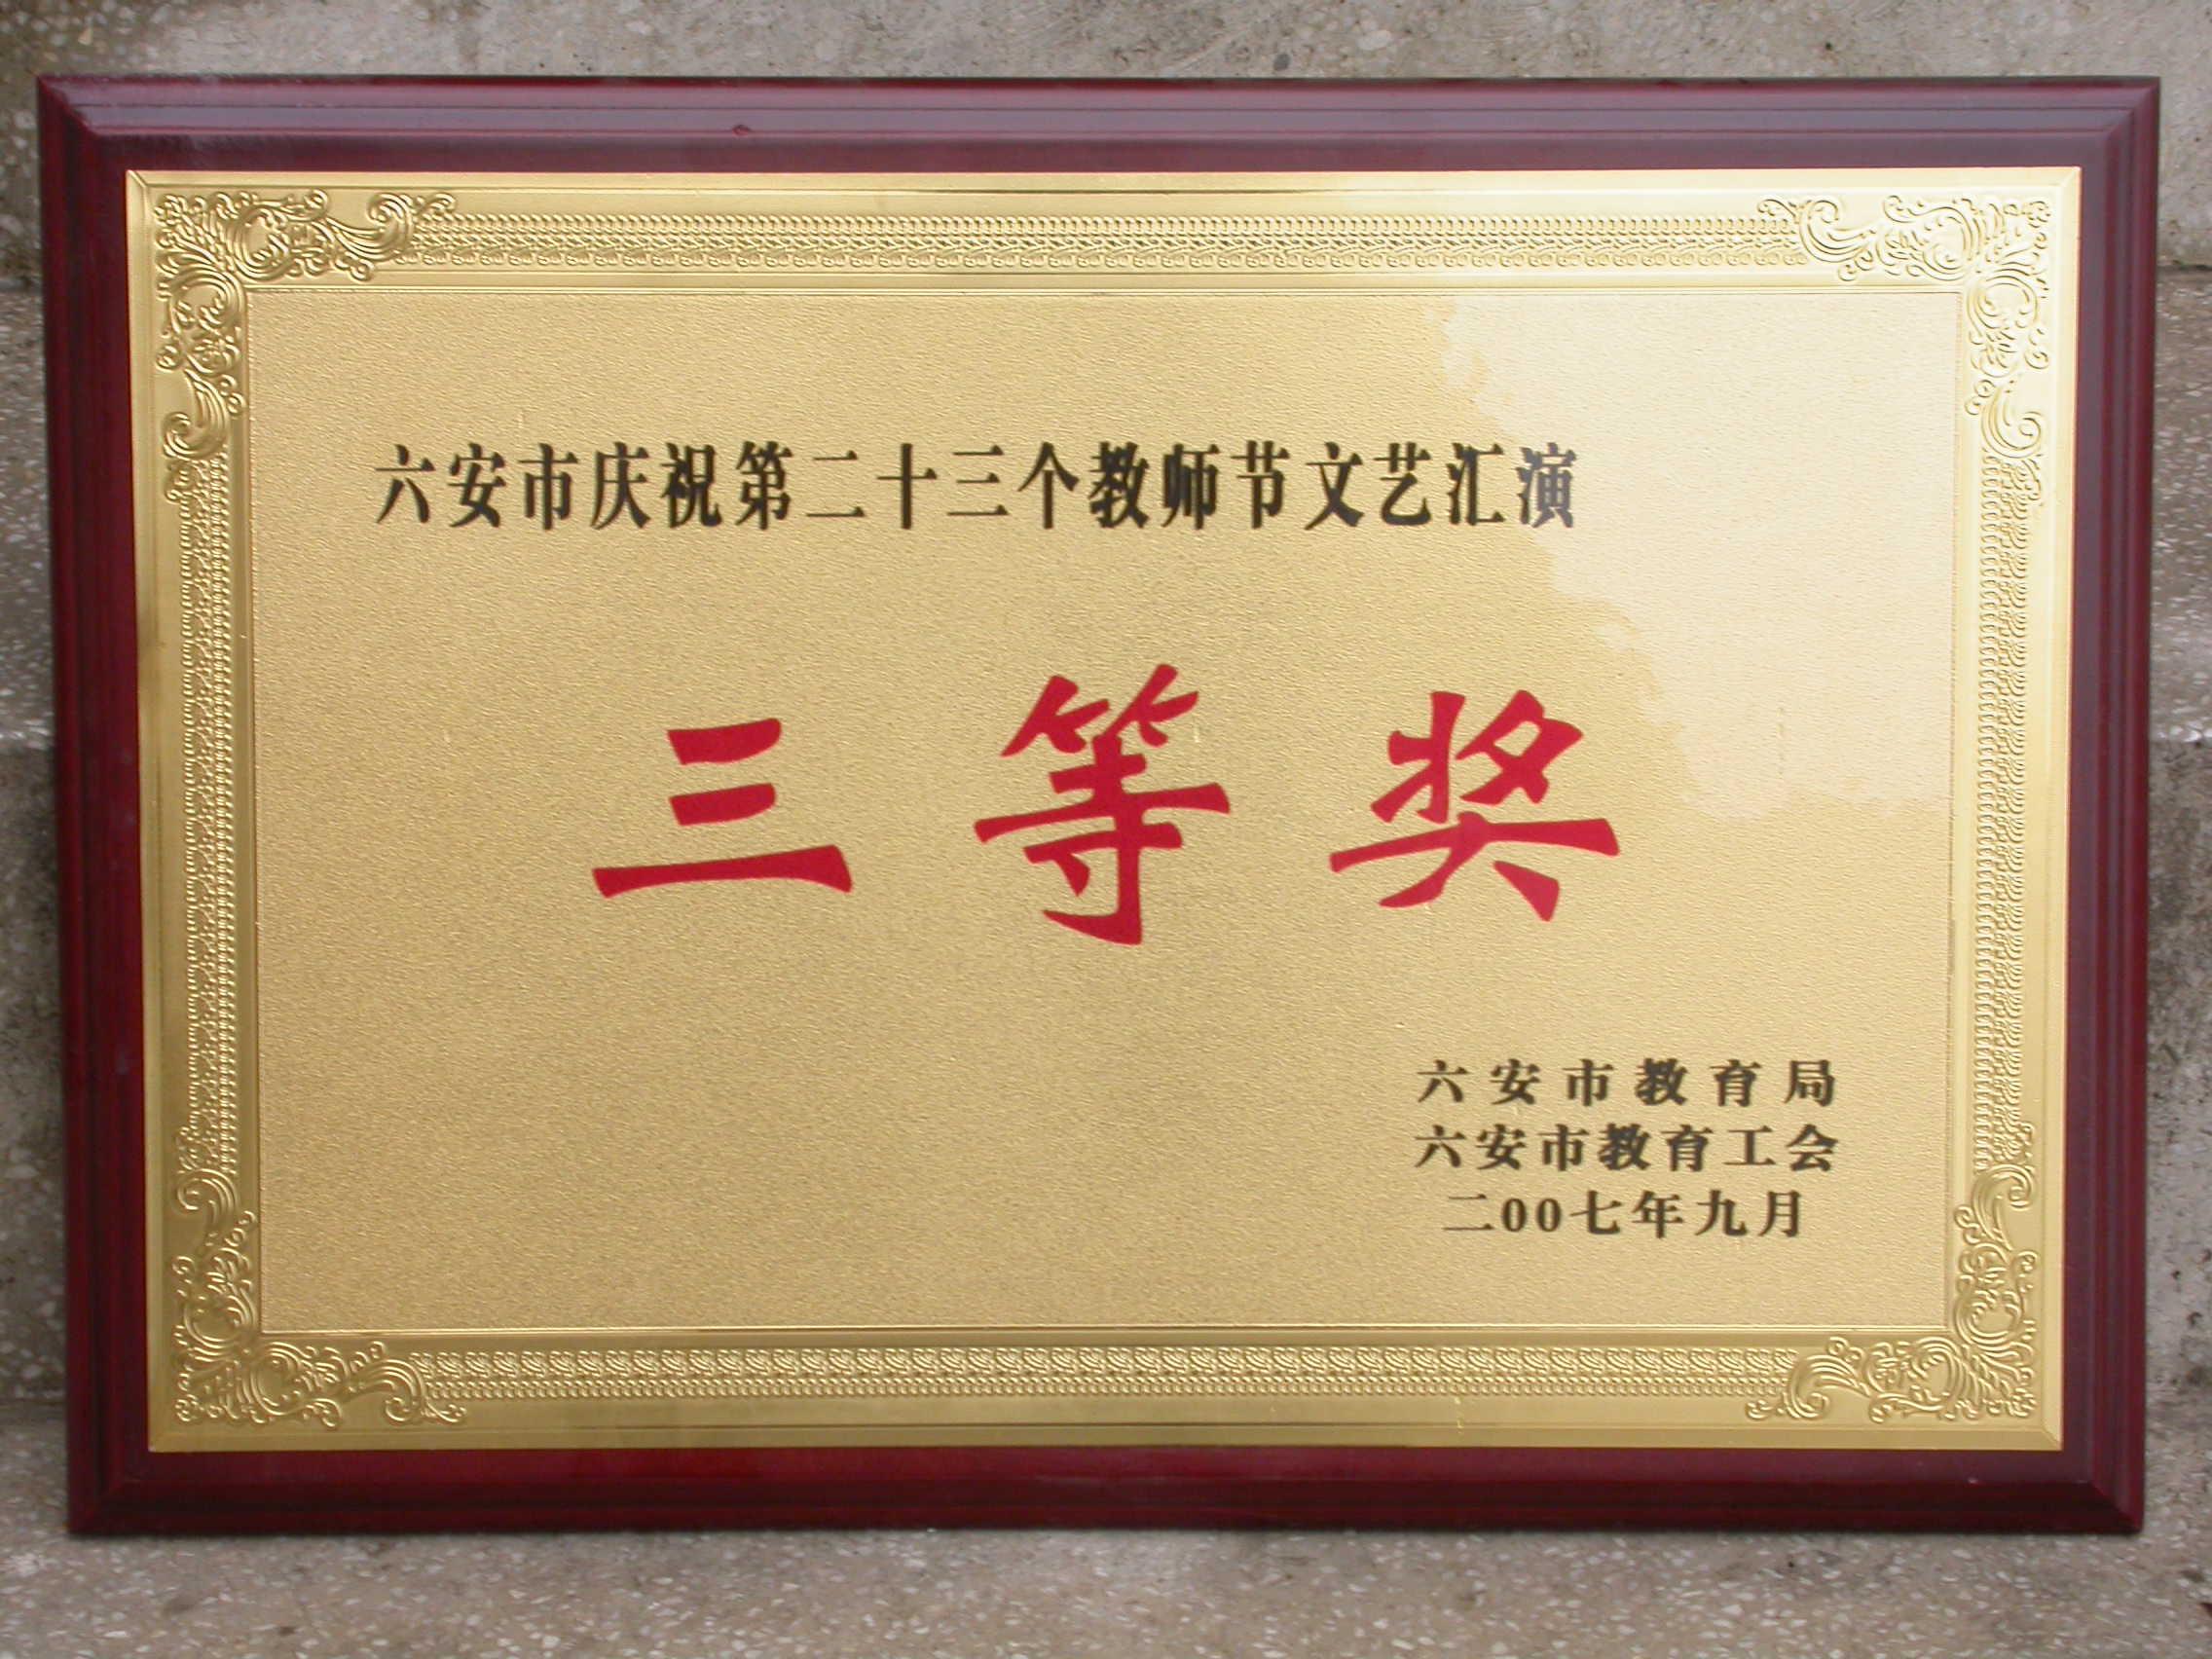 六安市庆祝第二十三个教师节文艺汇演
三等奖
六安市教育局
六安市教育工会
二00七年九月